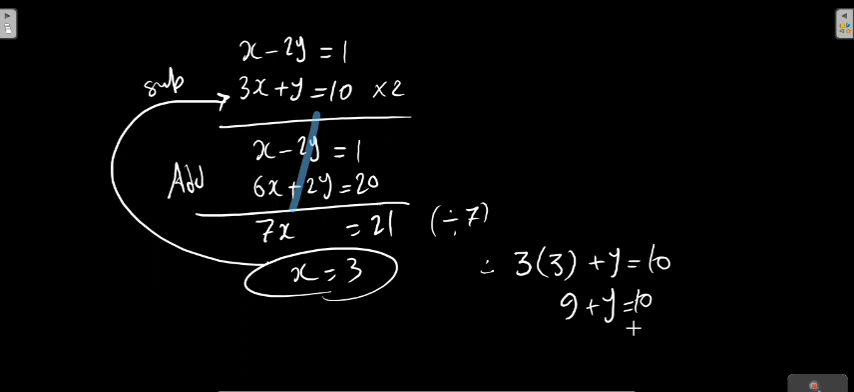 x - 2y = 1
sub 3x + y = 10 ×2
x - 2y = 1
Add 6x + 2y = 20
7x = 21 (÷7)
x = 3
∴ 3(3) + y = 10
9 + y = 10
+